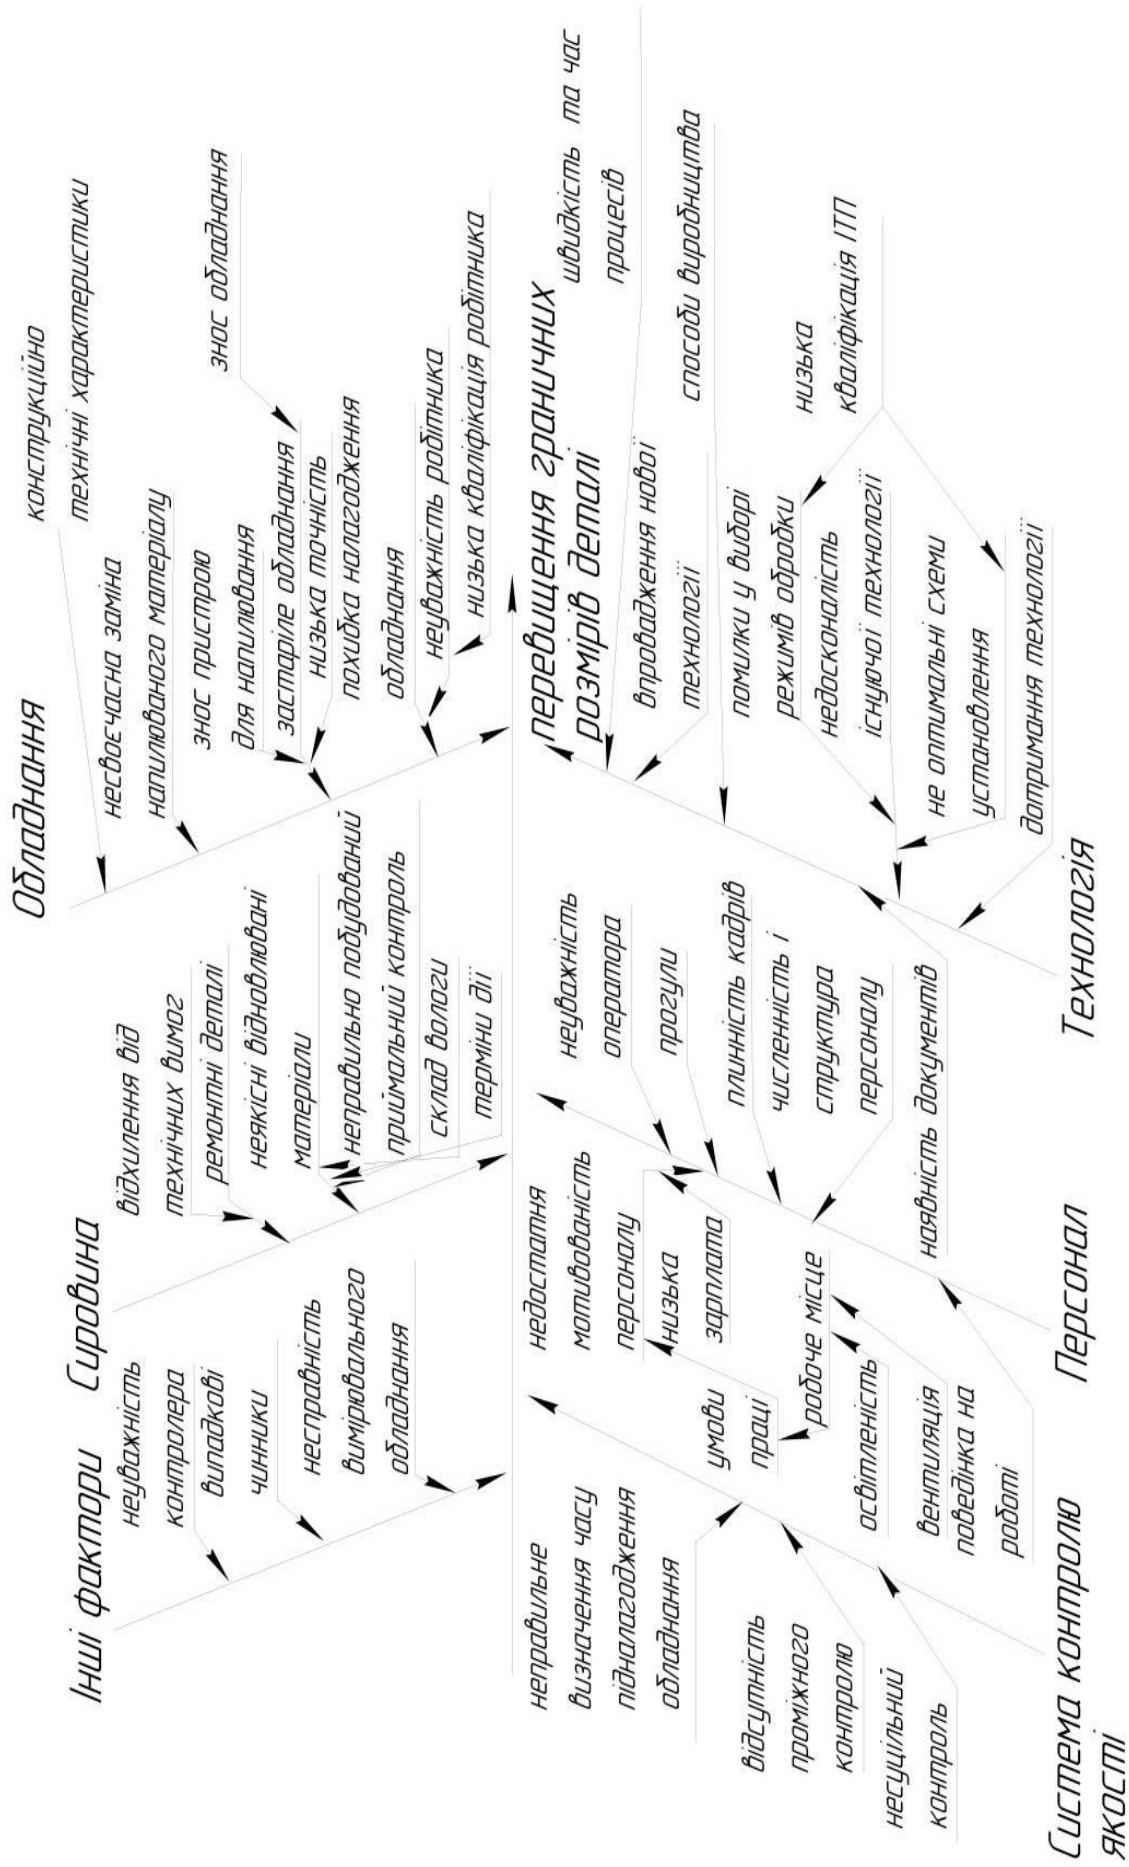 Інші фактори
неуважність
контролера
випадкові
чинники
несправність
вимірювального
обладнання
Сировина
відхилення від
технічних вимог
ремонтні деталі
неякісні відновлювані
матеріали
неправильно побудований
приймальний контроль
склад вологи
терміни дії
Обладнання
конструкційно
технічні характеристики
несвоєчасна заміна
напилюваного матеріалу
знос пристрою
для напилювання
знос обладнання
застаріле обладнання
низька точність
похибка налагодження
обладнання
неуважність робітника
низька кваліфікація робітника
перевищення граничних
розмірів деталі
неправильне
визначення часу
підналагодження
обладнання
відсутність
проміжного
контролю
несуцільний
контроль
Система контролю
якості
недостатня
мотивованість
персоналу
низька
зарплата
умови
праці
робоче місце
освітленість
вентиляція
поведінка на
роботі
неуважність
оператора
прогули
плинність кадрів
численність і
структура
персоналу
наявність документів
Персонал
швидкість та час
процесів
впровадження нової
технології
способи виробництва
помилки у виборі
режимів обробки
недосконалість
існуючої технології
низька
кваліфікація ІТП
не оптимальні схеми
установлення
дотримання технології
Технологія